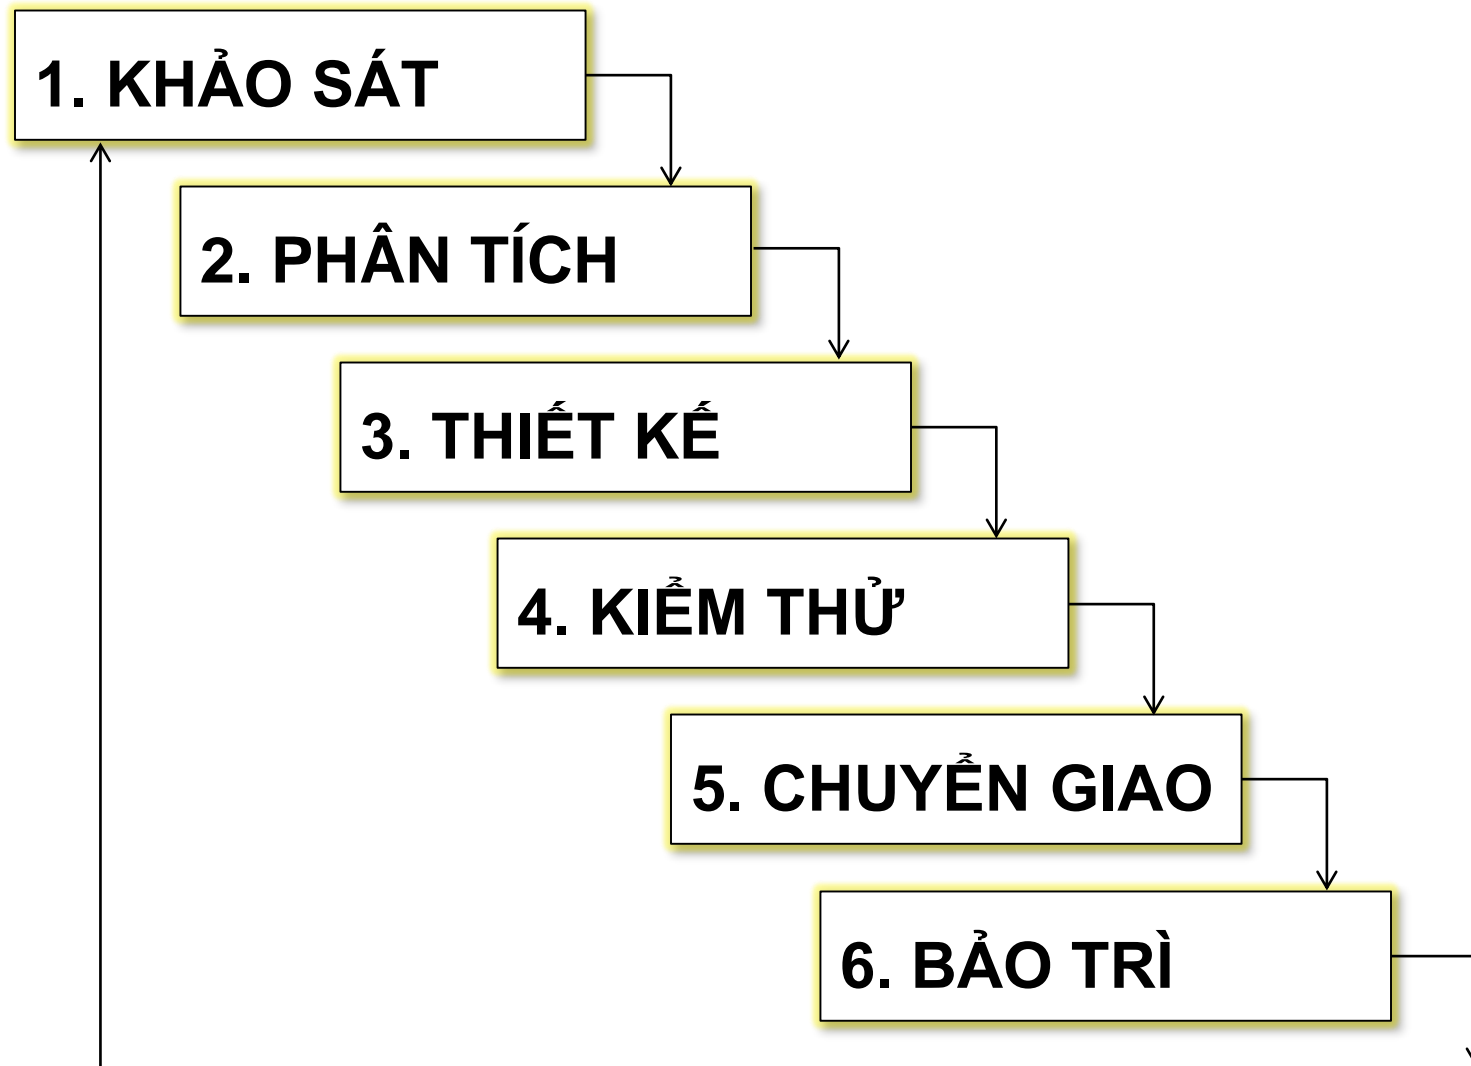 1. KHẢO SÁT
2. PHÂN TÍCH
3. THIẾT KẾ
4. KIỂM THỬ
5. CHUYỂN GIAO
6. BẢO TRÌ